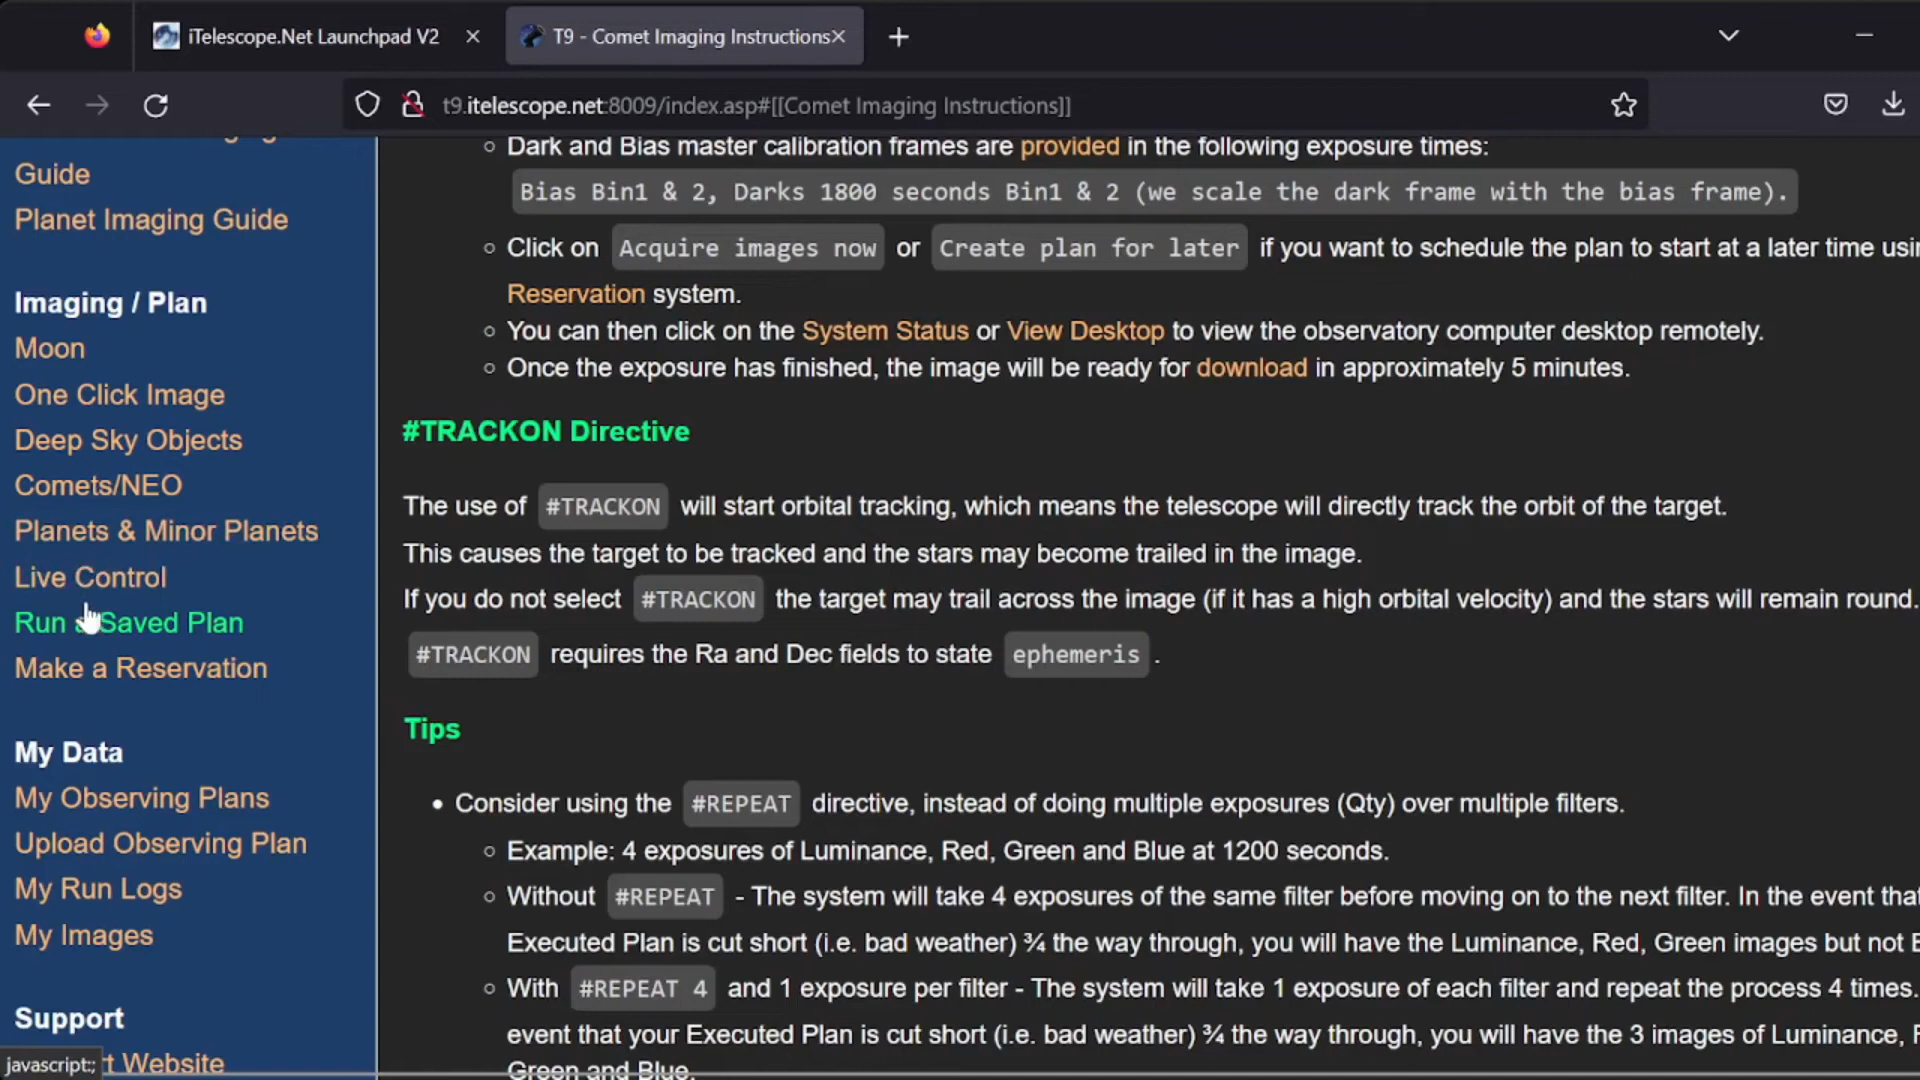 iTelescope.Net Launchpad V2
T9 - Comet Imaging Instructions
t9.itelescope.net:8009/index.asp#[[Comet Imaging Instructions]]
Guide
Planet Imaging Guide
Imaging / Plan
Moon
One Click Image
Deep Sky Objects
Comets/NEO
Planets & Minor Planets
Live Control
Run a Saved Plan
Make a Reservation
My Data
My Observing Plans
Upload Observing Plan
My Run Logs
My Images
Support
t Website
javascript:;
Dark and Bias master calibration frames are provided in the following exposure times:
Bias Bin1 & 2, Darks 1800 seconds Bin1 & 2 (we scale the dark frame with the bias frame).
Click on Acquire images now or Create plan for later if you want to schedule the plan to start at a later time usi
Reservation system.
You can then click on the System Status or View Desktop to view the observatory computer desktop remotely.
Once the exposure has finished, the image will be ready for download in approximately 5 minutes.
#TRACKON Directive
The use of #TRACKON will start orbital tracking, which means the telescope will directly track the orbit of the target.
This causes the target to be tracked and the stars may become trailed in the image.
If you do not select #TRACKON the target may trail across the image (if it has a high orbital velocity) and the stars will remain round.
#TRACKON requires the Ra and Dec fields to state ephemeris .
Tips
Consider using the #REPEAT directive, instead of doing multiple exposures (Qty) over multiple filters.
Example: 4 exposures of Luminance, Red, Green and Blue at 1200 seconds.
Without #REPEAT - The system will take 4 exposures of the same filter before moving on to the next filter. In the event that
Executed Plan is cut short (i.e. bad weather) ¾ the way through, you will have the Luminance, Red, Green images but not
With #REPEAT 4 and 1 exposure per filter - The system will take 1 exposure of each filter and repeat the process 4 times.
event that your Executed Plan is cut short (i.e. bad weather) ¾ the way through, you will have the 3 images of Luminance,
Green and Blue.